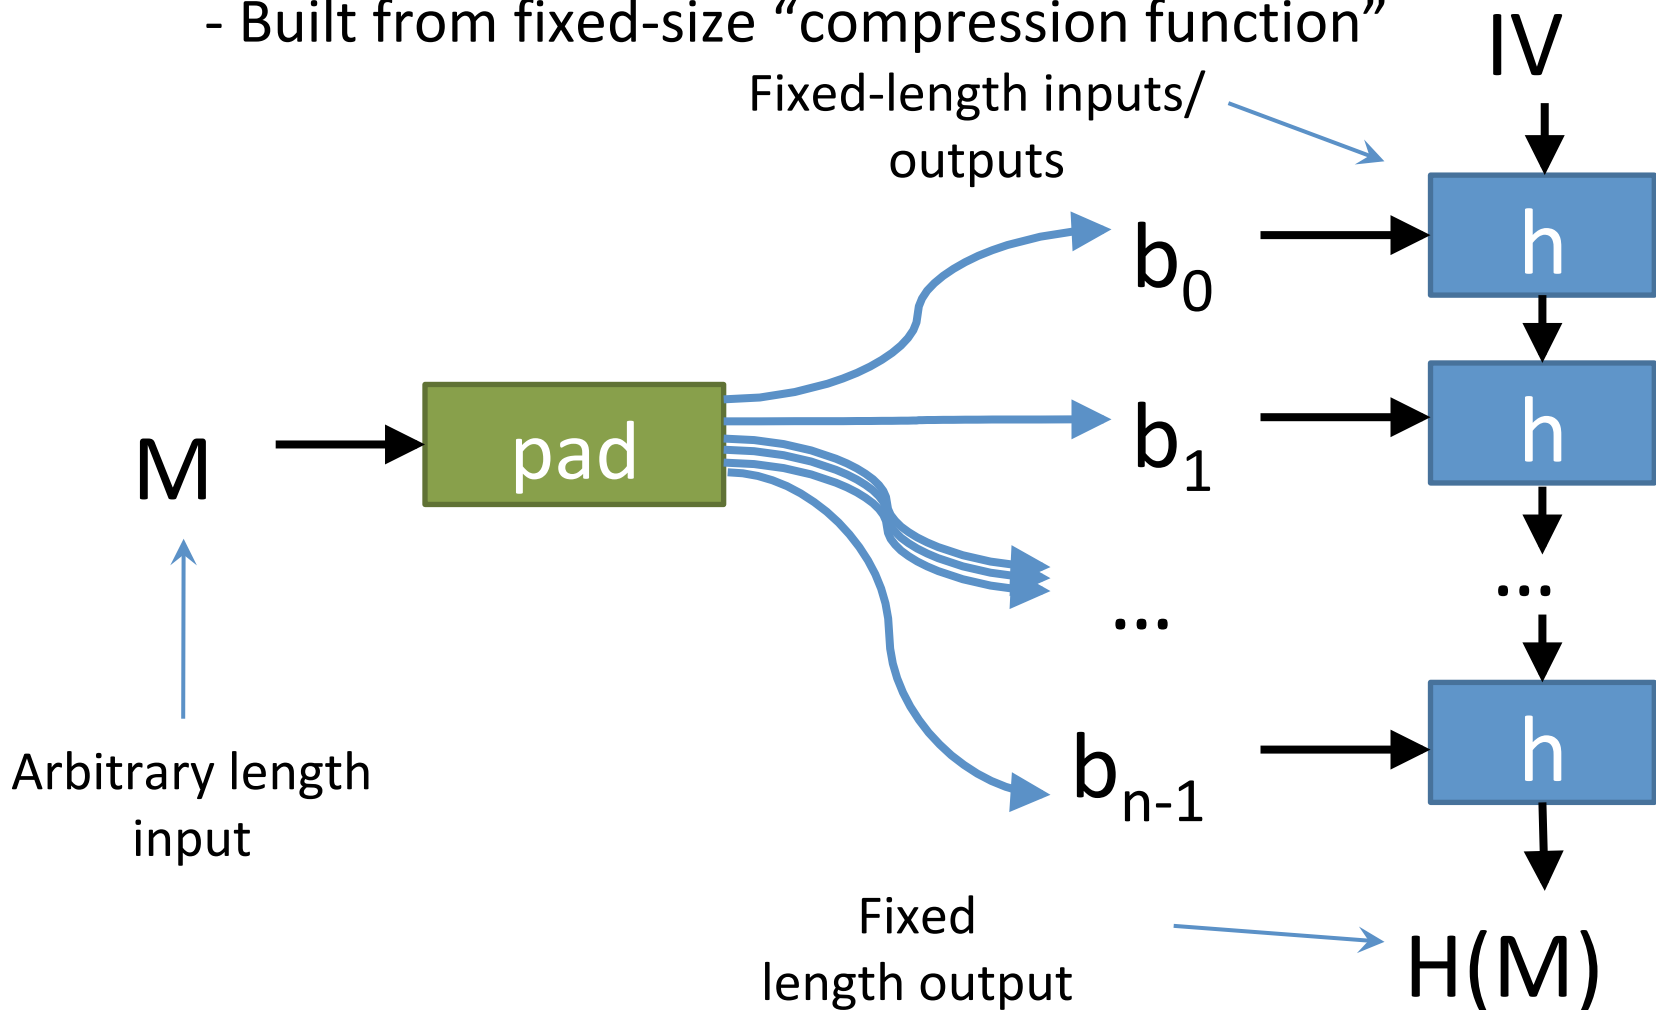 - Built from fixed-size “compression function”
IV
Fixed-length inputs/
outputs
h
b0
h
b1
M
pad
...
...
h
bn-1
Arbitrary length
input
Fixed
length output
H(M)